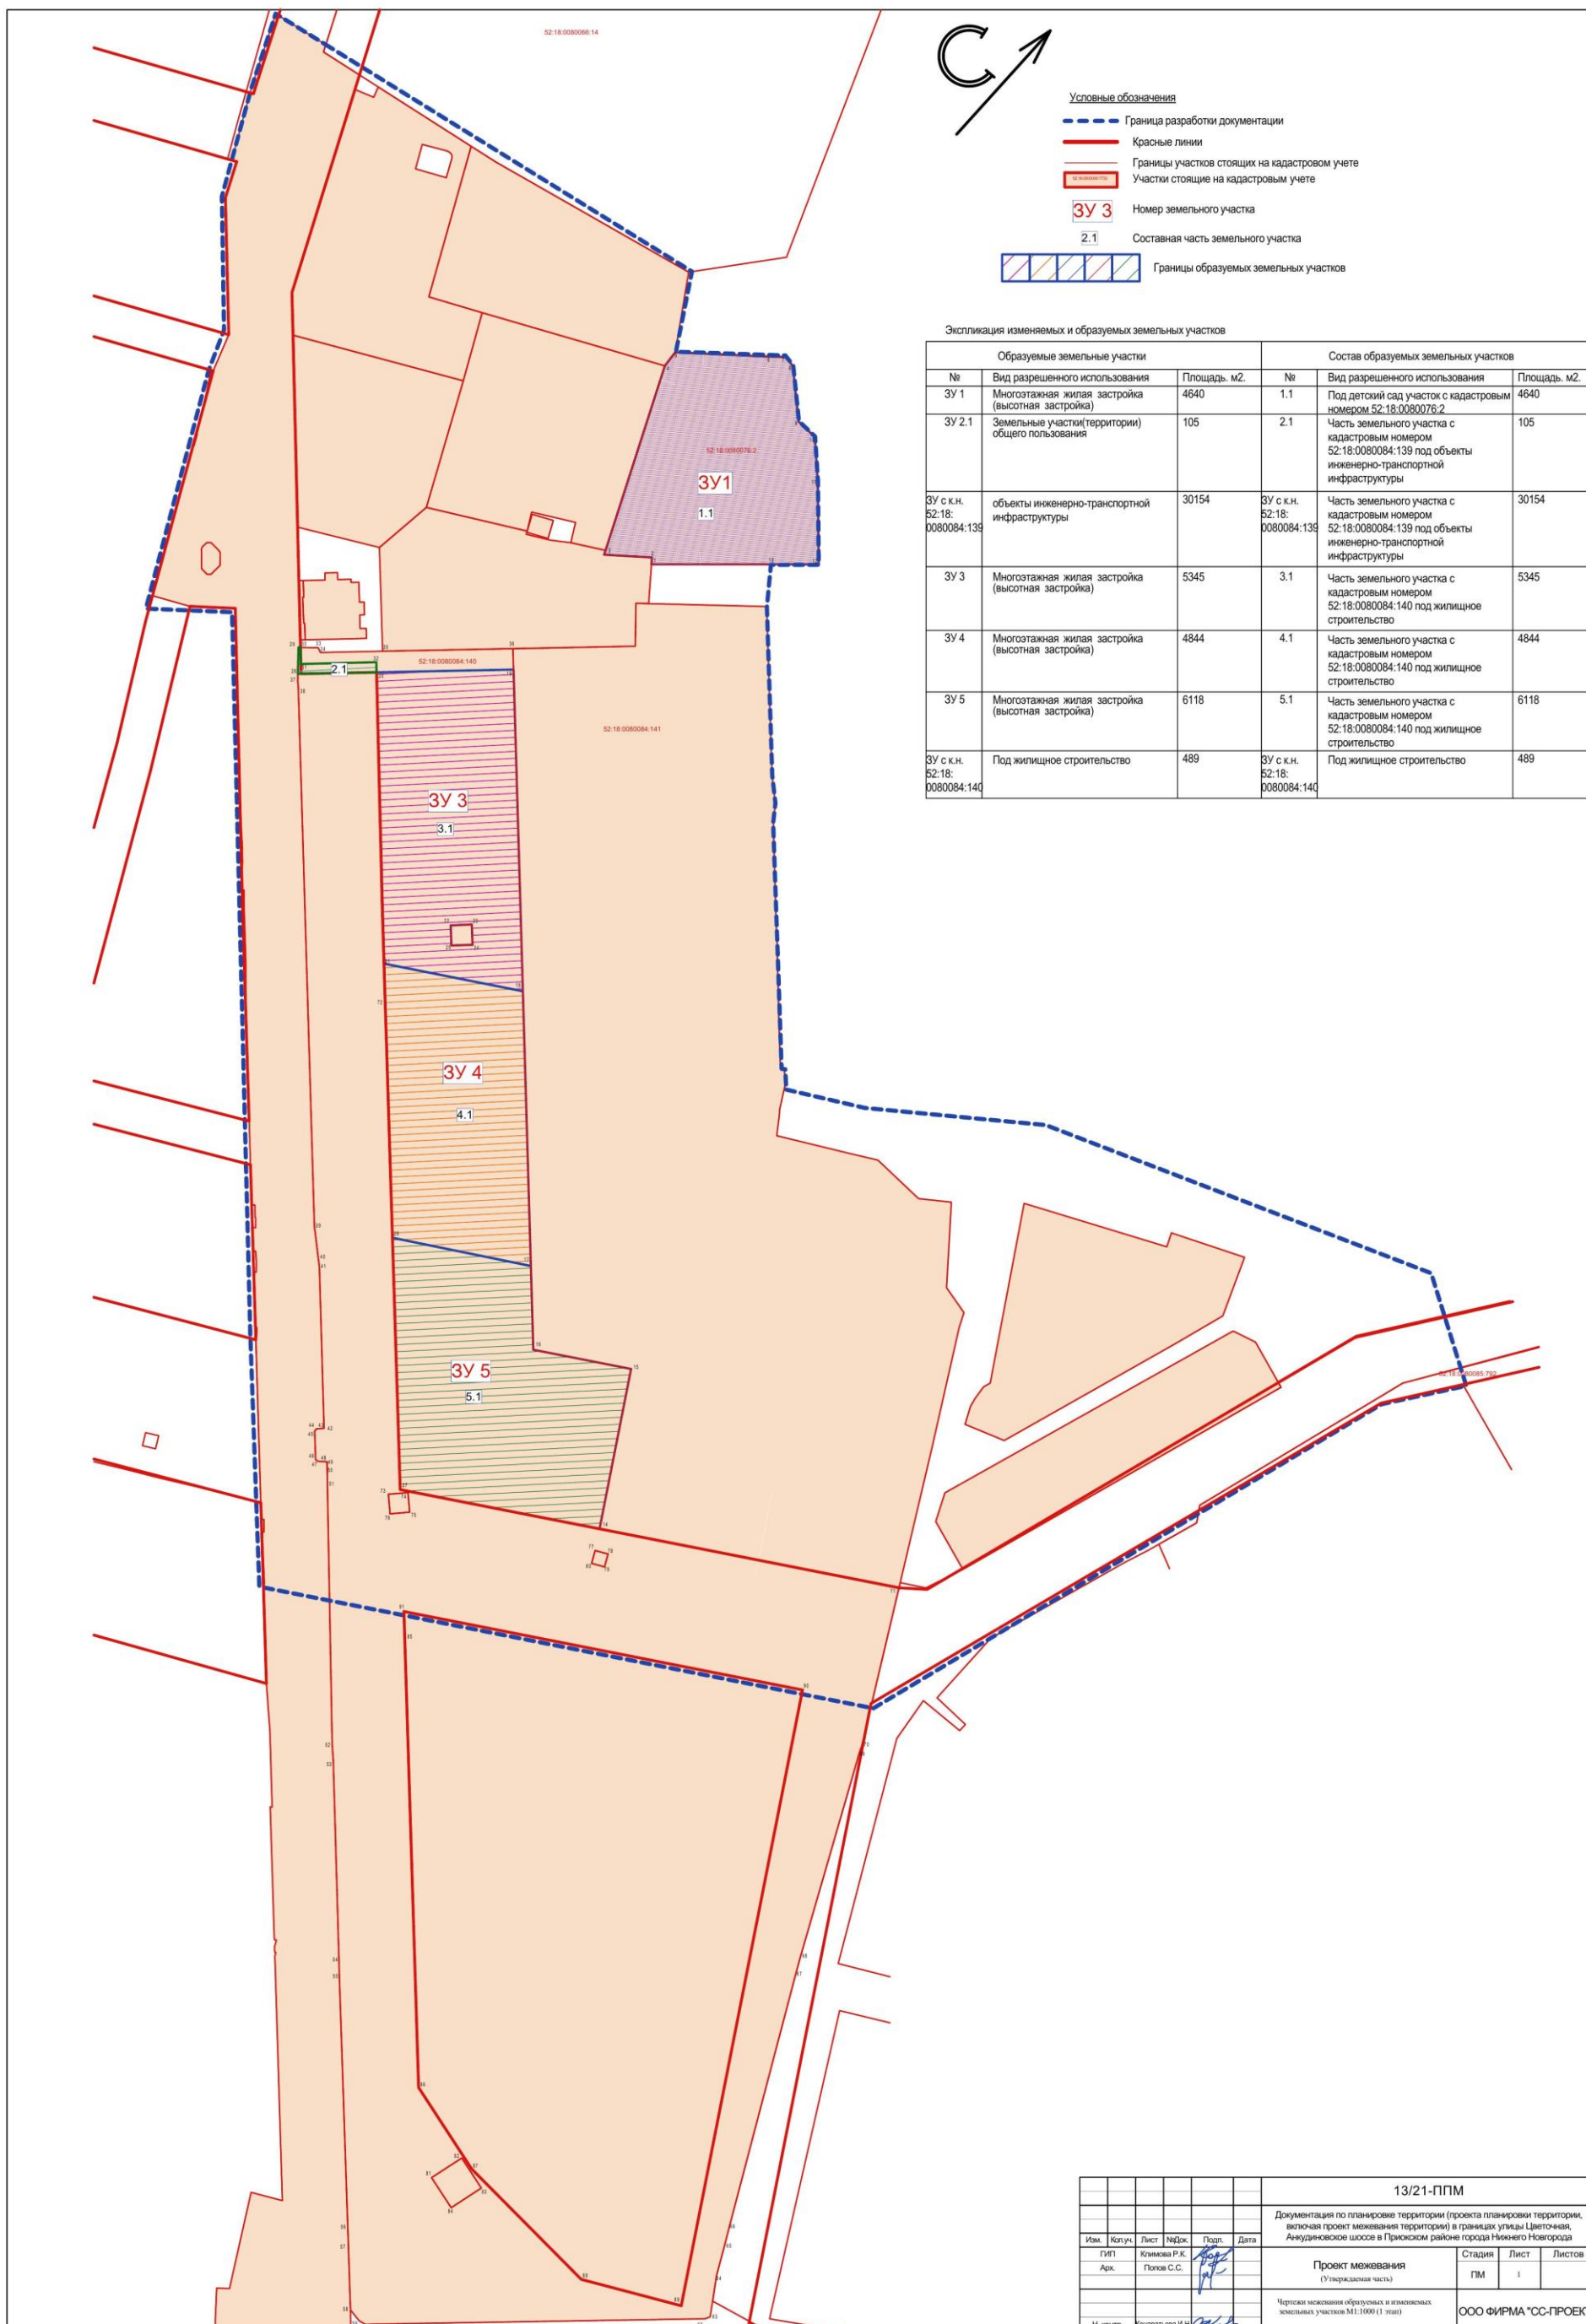 52:18:0080066:14
С
Условные обозначения
Граница разработки документации
Красные линии
Границы участков стоящих на кадастровом учете
Участки стоящие на кадастровым учете
ЗУ 3 Номер земельного участка
2.1 Составная часть земельного участка
Границы образуемых земельных участков
Экспликация изменяемых и образуемых земельных участков
Образуемые земельные участки Состав образуемых земельных участков
№ Вид разрешенного использования Площадь. м2. № Вид разрешенного использования Площадь. м2.
ЗУ 1 Многоэтажная жилая застройка 4640 1.1 Под детский сад участок с кадастровым 4640
(высотная застройка) номером 52:18:0080076:2
ЗУ 2.1 Земельные участки(территории) 105 2.1 Часть земельного участка с 105
общего пользования кадастровым номером
52:18:0080084:139 под объекты
инженерно-транспортной
инфраструктуры
ЗУ с к.н. объекты инженерно-транспортной 30154 ЗУ с к.н. Часть земельного участка с 30154
52:18: инфраструктуры 52:18: кадастровым номером
0080084:139 0080084:139 52:18:0080084:139 под объекты
инженерно-транспортной
инфраструктуры
ЗУ 3 Многоэтажная жилая застройка 5345 3.1 Часть земельного участка с 5345
(высотная застройка) кадастровым номером
52:18:0080084:140 под жилищное
строительство
ЗУ 4 Многоэтажная жилая застройка 4844 4.1 Часть земельного участка с 4844
(высотная застройка) кадастровым номером
52:18:0080084:140 под жилищное
строительство
ЗУ 5 Многоэтажная жилая застройка 6118 5.1 Часть земельного участка с 6118
(высотная застройка) кадастровым номером
52:18:0080084:140 под жилищное
строительство
ЗУ с к.н. Под жилищное строительство 489 ЗУ с к.н. Под жилищное строительство 489
52:18: 52:18:
0080084:140 0080084:140
52:18:0080076:2
ЗУ1
1.1
2.1
52:18:0080084:140
52:18:0080084:141
ЗУ 3
3.1
ЗУ 4
4.1
ЗУ 5
5.1
52:18:0080085:792
13/21-ППМ
Документация по планировке территории (проекта планировки территории,
включая проект межевания территории) в границах улицы Цветочная,
Анкудиновское шоссе в Приокском районе города Нижнего Новгорода
Изм. Кол.уч. Лист №Док. Подп. Дата
ГИП Климова Р.К.
Арх. Попов С.С.
Проект межевания
(Утверждаемая часть)
Стадия Лист Листов
ПМ 1
Чертежи межевания образуемых и изменяемых
земельных участков М1:1000 (1 этап)
ООО ФИРМА "СС-ПРОЕК